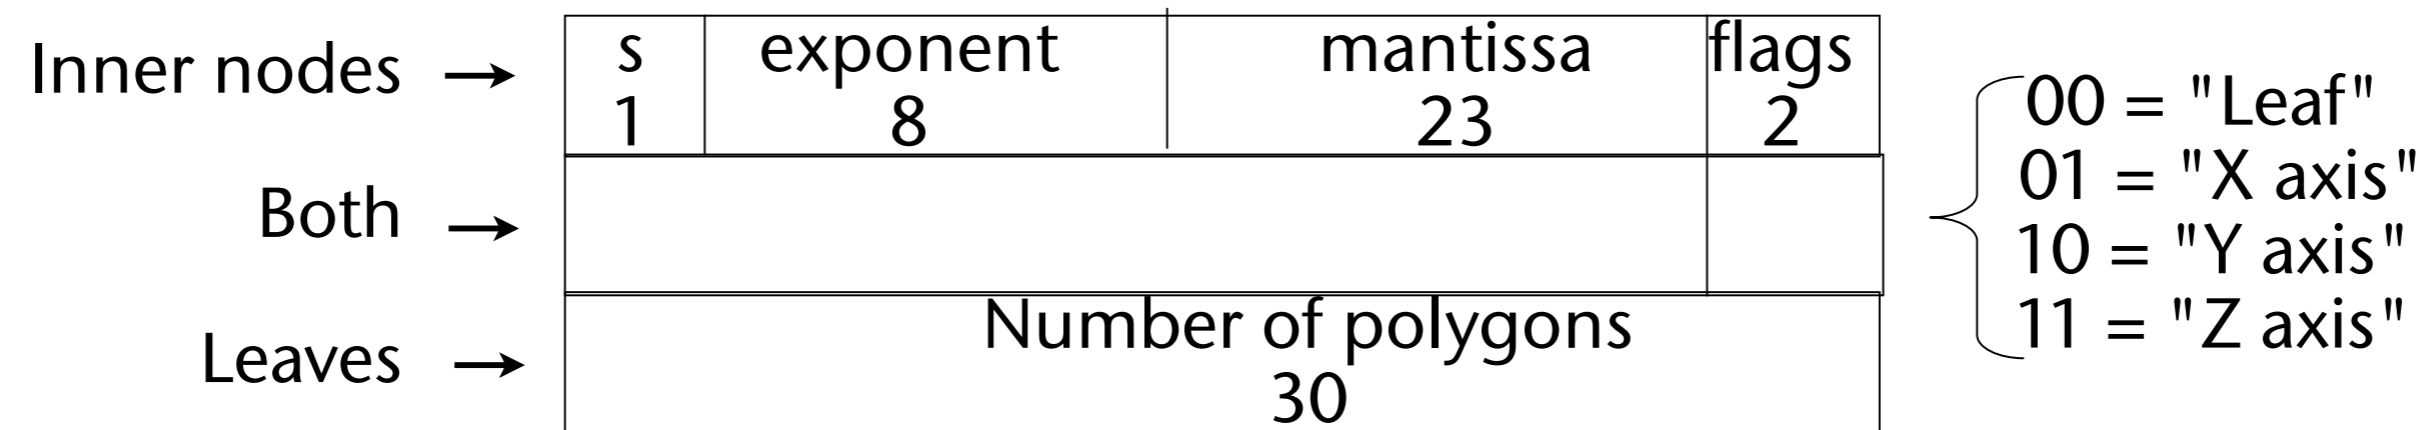 Inner nodes → s exponent mantissa flags
1 8 23 2
Both →
Leaves → Number of polygons
30
00 = "Leaf"
01 = "X axis"
10 = "Y axis"
11 = "Z axis"